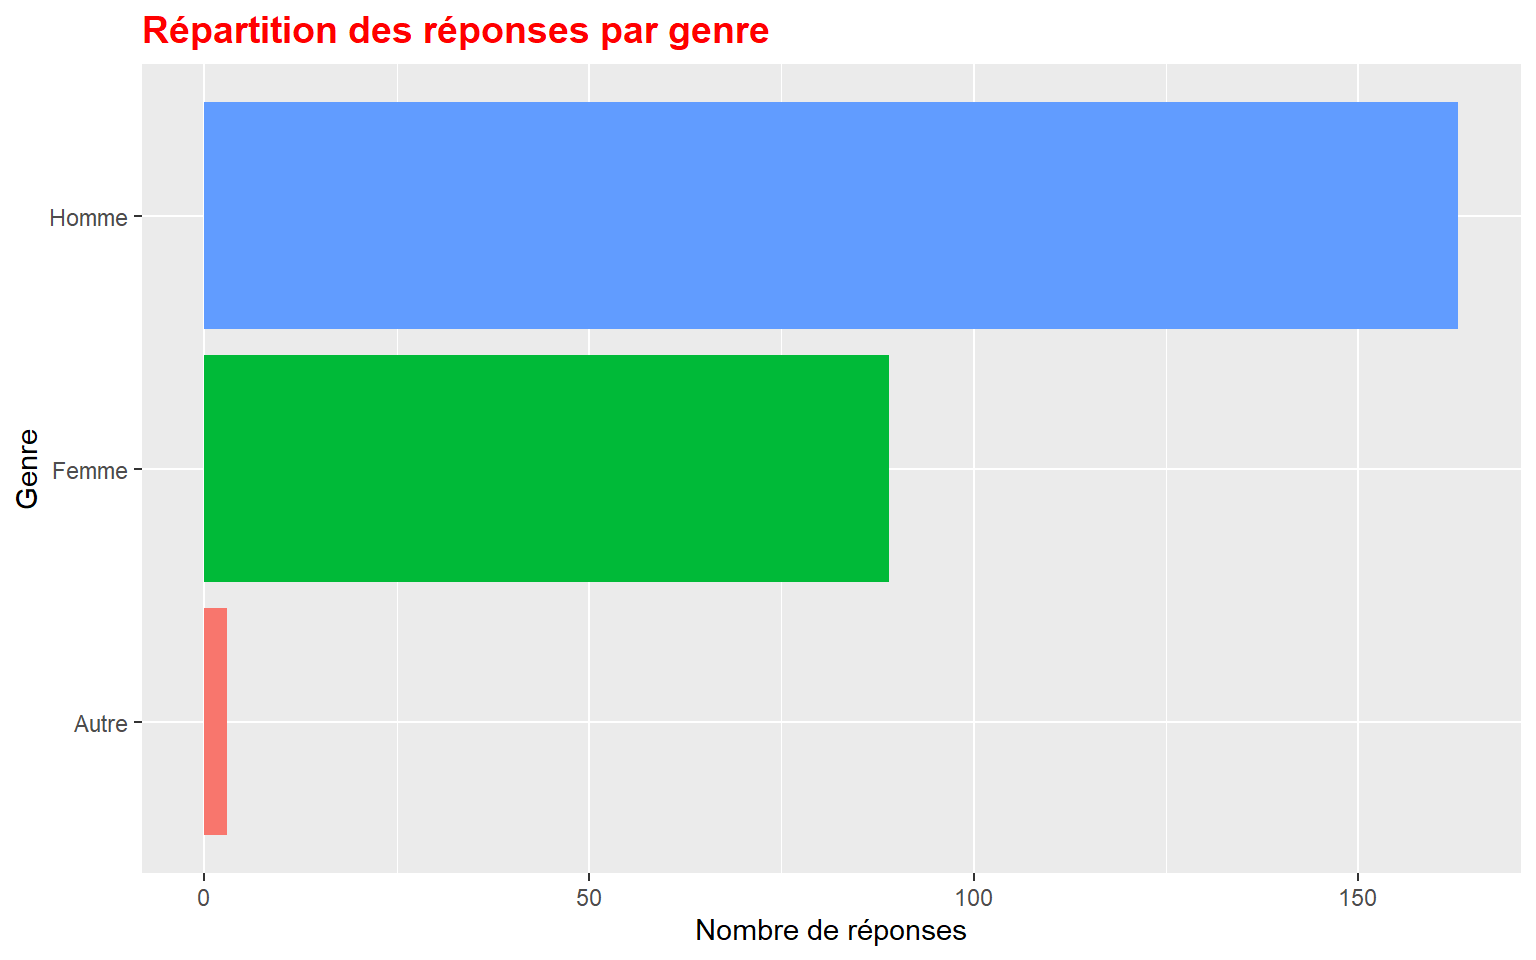 Répartition des réponses par genre
Homme
Femme
Autre
Genre
0
50
100
150
Nombre de réponses